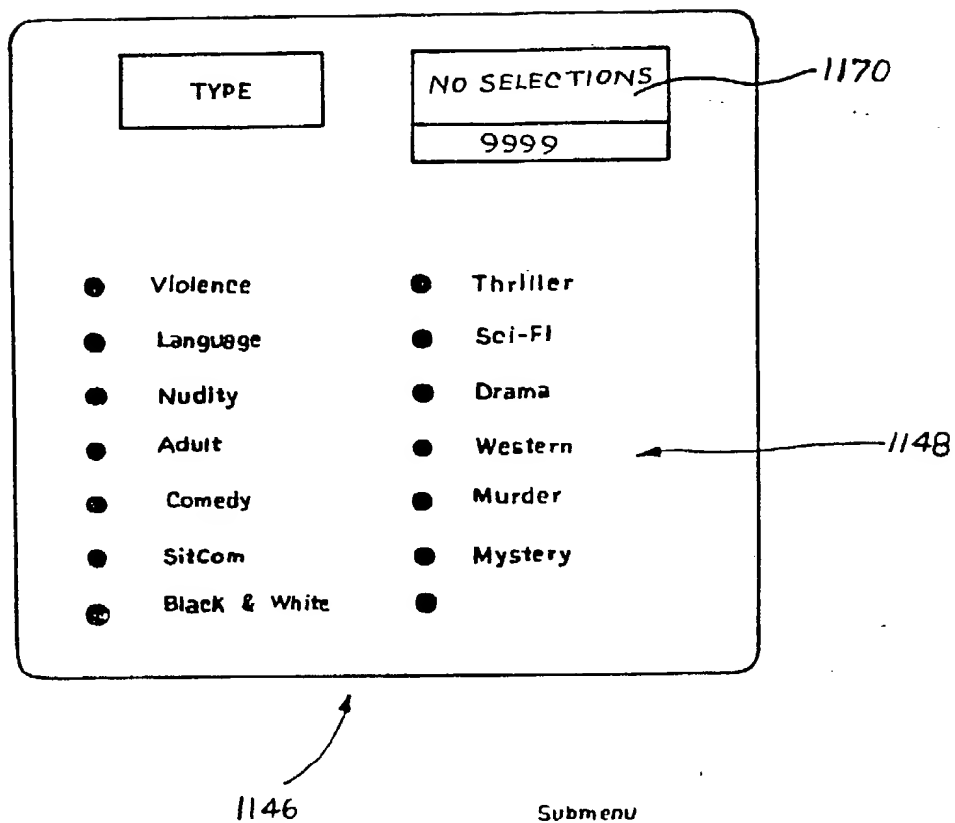 TYPE
NO SELECTIONS
9999
1170
Violence
Language
Nudity
Adult
Comedy
SitCom
Black & White
Thriller
Sci-Fi
Drama
Western
Murder
Mystery
1148
1146
Submenu